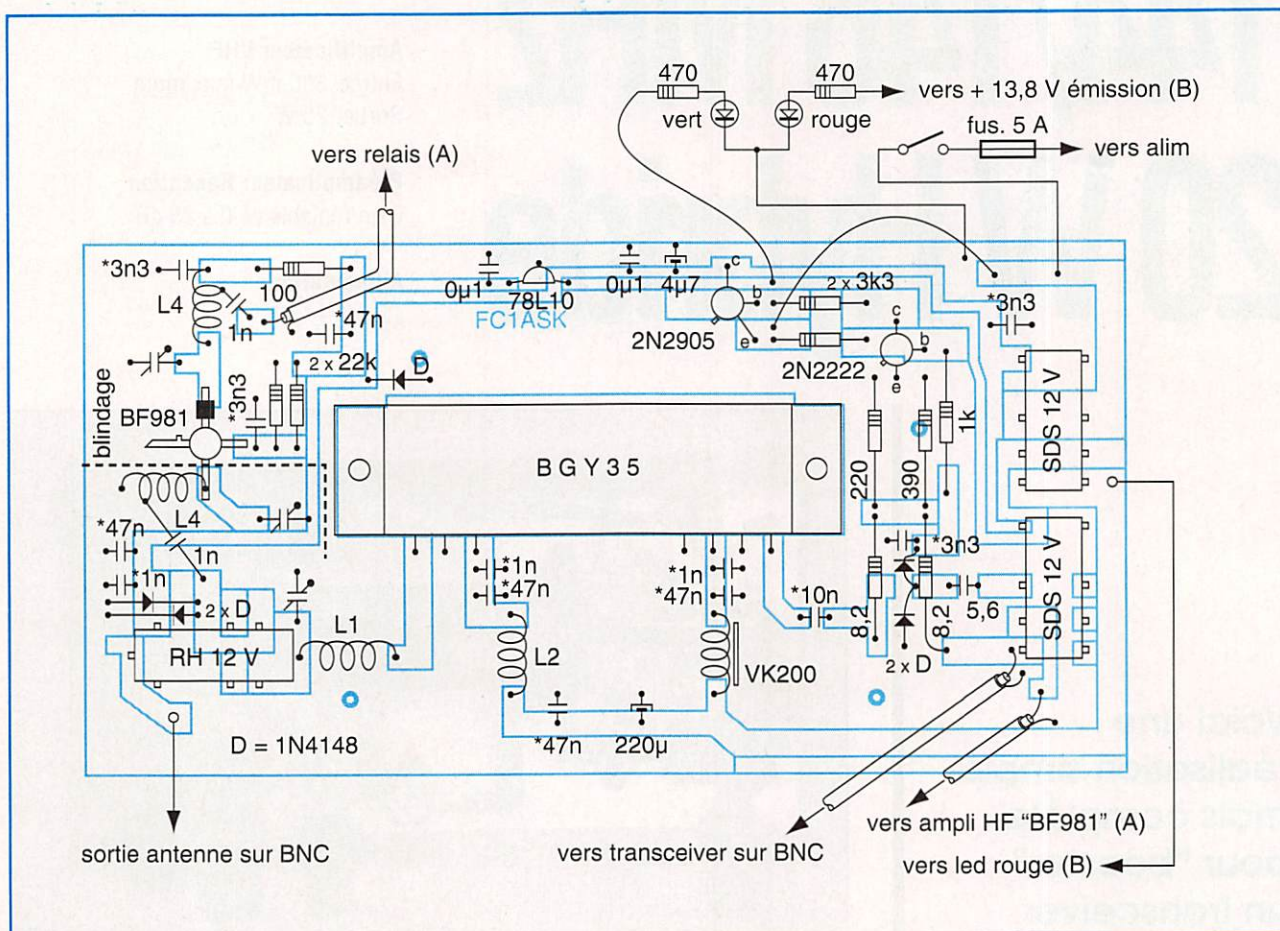 470
470
vert
rouge
vers + 13,8 V émission (B)
fus. 5 A
vers alim
vers relais (A)
*3n3
100
L4
1n
*47n
0µ1
78L10
FC1ASK
0µ1
4µ7
c
b
e
2N2905
2 x 3k3
c
b
e
2N2222
*3n3
SDS 12 V
blindage
BF981
*3n3
2 x 22k
D
BGY35
220
390
1k
L4
*47n
1n
*1n
2 x D
RH 12 V
L1
*1n
*47n
L2
*1n
*47n
*10n
VK200
8,2
*3n3
8,2
5,6
2 x D
SDS 12 V
D = 1N4148
*47n
220µ
sortie antenne sur BNC
vers transceiver sur BNC
vers ampli HF "BF981" (A)
vers led rouge (B)